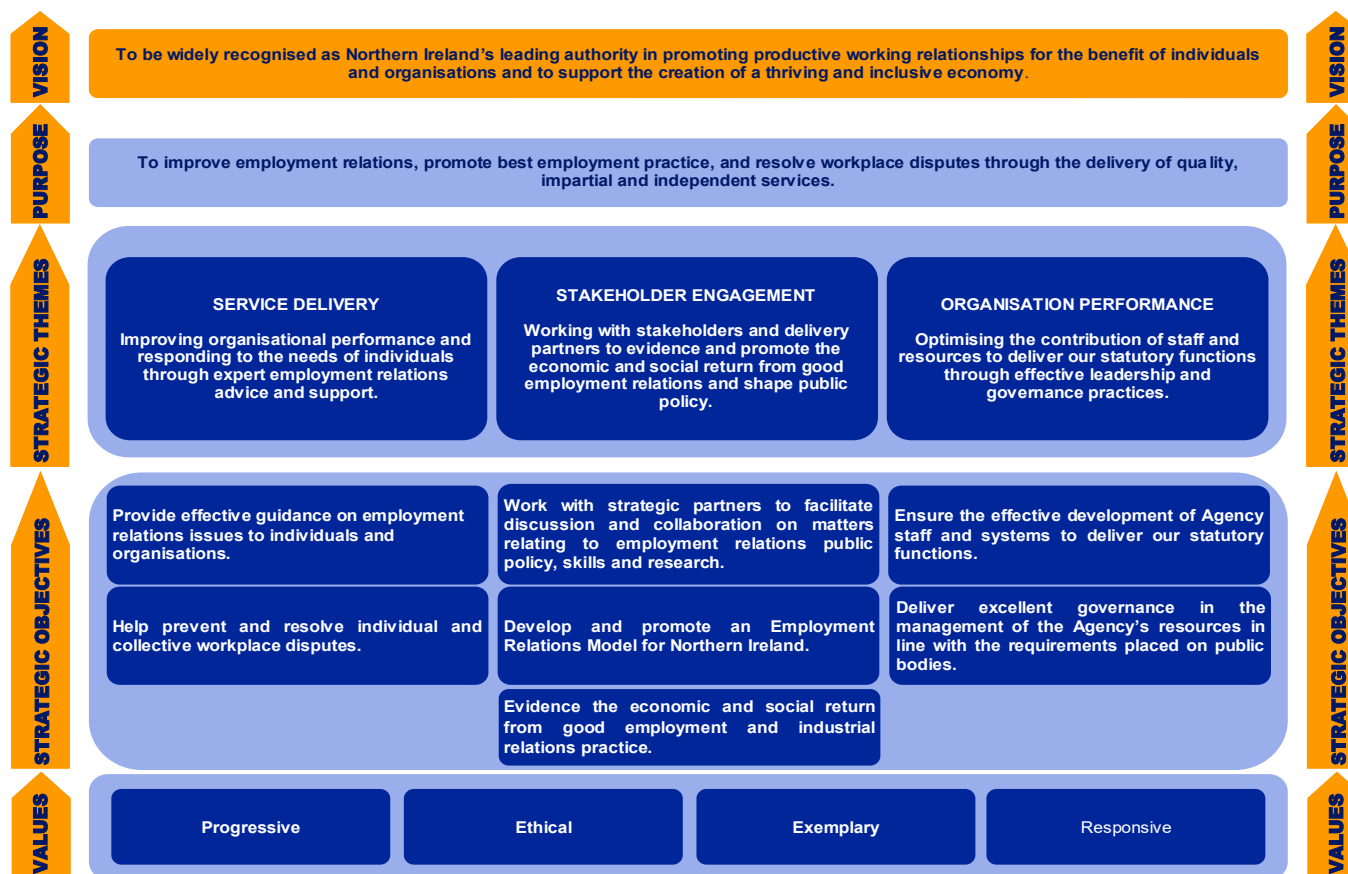 VISION
To be widely recognised as Northern Ireland's leading authority in promoting productive working relationships for the benefit of individuals
and organisations and to support the creation of a thriving and inclusive economy.
VISION
PURPOSE
To improve employment relations, promote best employment practice, and resolve workplace disputes through the delivery of quality,
impartial and independent services.
PURPOSE
STRATEGIC THEMES
SERVICE DELIVERY
Improving organisational performance and
responding to the needs of individuals
through expert employment relations
advice and support.
STAKEHOLDER ENGAGEMENT
Working with stakeholders and delivery
partners to evidence and promote the
economic and social return from good
employment relations and shape public
policy.
ORGANISATION PERFORMANCE
Optimising the contribution of staff and
resources to deliver our statutory functions
through effective leadership and
governance practices.
STRATEGIC THEMES
STRATEGIC OBJECTIVES
Provide effective guidance on employment
relations issues to individuals and
organisations.
Work with strategic partners to facilitate
discussion and collaboration on matters
relating to employment relations public
policy, skills and research.
Ensure the effective development of Agency
staff and systems to deliver our statutory
functions.
Help prevent and resolve individual and
collective workplace disputes.
Develop and promote an Employment
Relations Model for Northern Ireland.
Deliver excellent governance in the
management of the Agency's resources in
line with the requirements placed on public
bodies.
Evidence the economic and social return
from good employment and industrial
relations practice.
STRATEGIC OBJECTIVES
VALUES
Progressive
Ethical
Exemplary
Responsive
VALUES